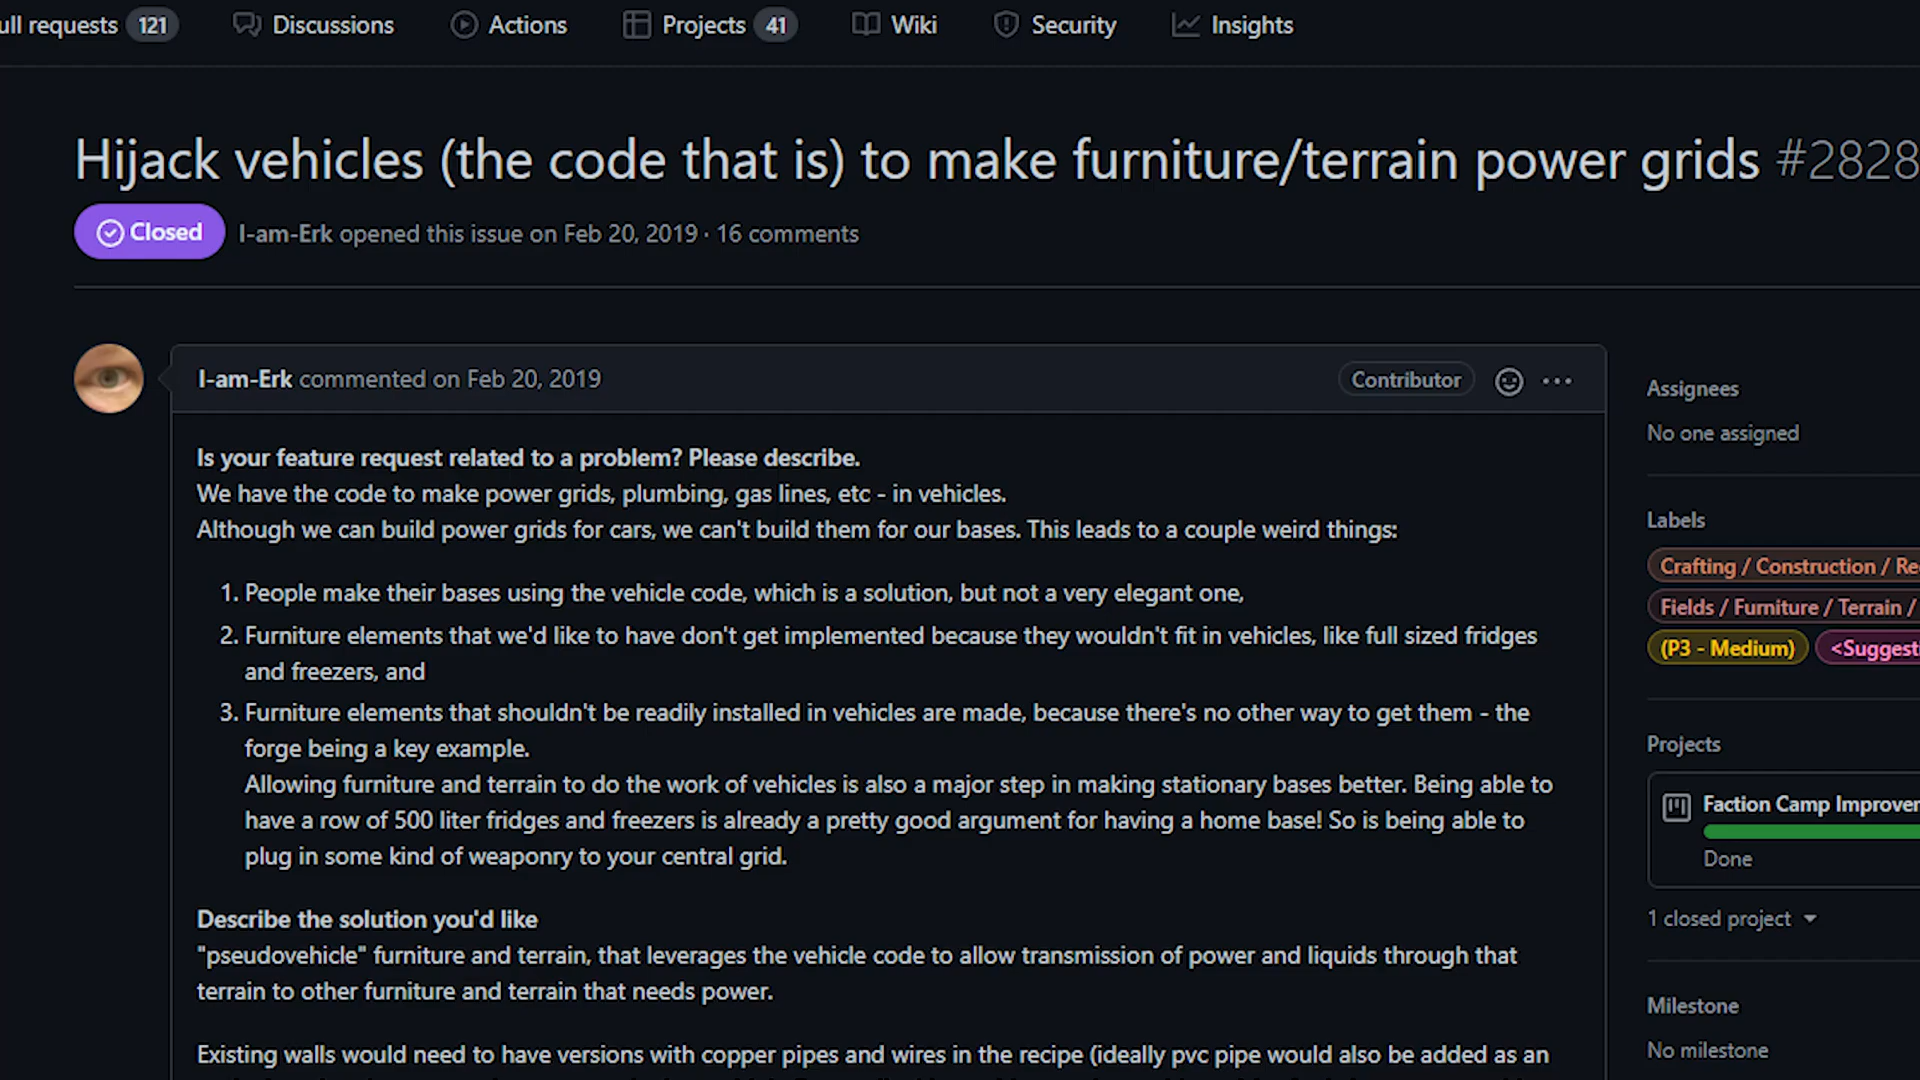 ull requests 121 Discussions Actions Projects 41 Wiki Security Insights
Hijack vehicles (the code that is) to make furniture/terrain power grids #2828
Closed I-am-Erk opened this issue on Feb 20, 2019 · 16 comments
I-am-Erk commented on Feb 20, 2019 Contributor ...
Is your feature request related to a problem? Please describe.
We have the code to make power grids, plumbing, gas lines, etc - in vehicles.
Although we can build power grids for cars, we can't build them for our bases. This leads to a couple weird things:
1. People make their bases using the vehicle code, which is a solution, but not a very elegant one,
2. Furniture elements that we'd like to have don't get implemented because they wouldn't fit in vehicles, like full sized fridges
and freezers, and
3. Furniture elements that shouldn't be readily installed in vehicles are made, because there's no other way to get them - the
forge being a key example.
Allowing furniture and terrain to do the work of vehicles is also a major step in making stationary bases better. Being able to
have a row of 500 liter fridges and freezers is already a pretty good argument for having a home base! So is being able to
plug in some kind of weaponry to your central grid.
Describe the solution you'd like
"pseudovehicle" furniture and terrain, that leverages the vehicle code to allow transmission of power and liquids through that
terrain to other furniture and terrain that needs power.
Existing walls would need to have versions with copper pipes and wires in the recipe (ideally pvc pipe would also be added as an
Assignees
No one assigned
Labels
Crafting / Construction / Re
Fields / Furniture / Terrain /
(P3 - Medium) <Suggesti
Projects
Faction Camp Improver
Done
1 closed project
Milestone
No milestone